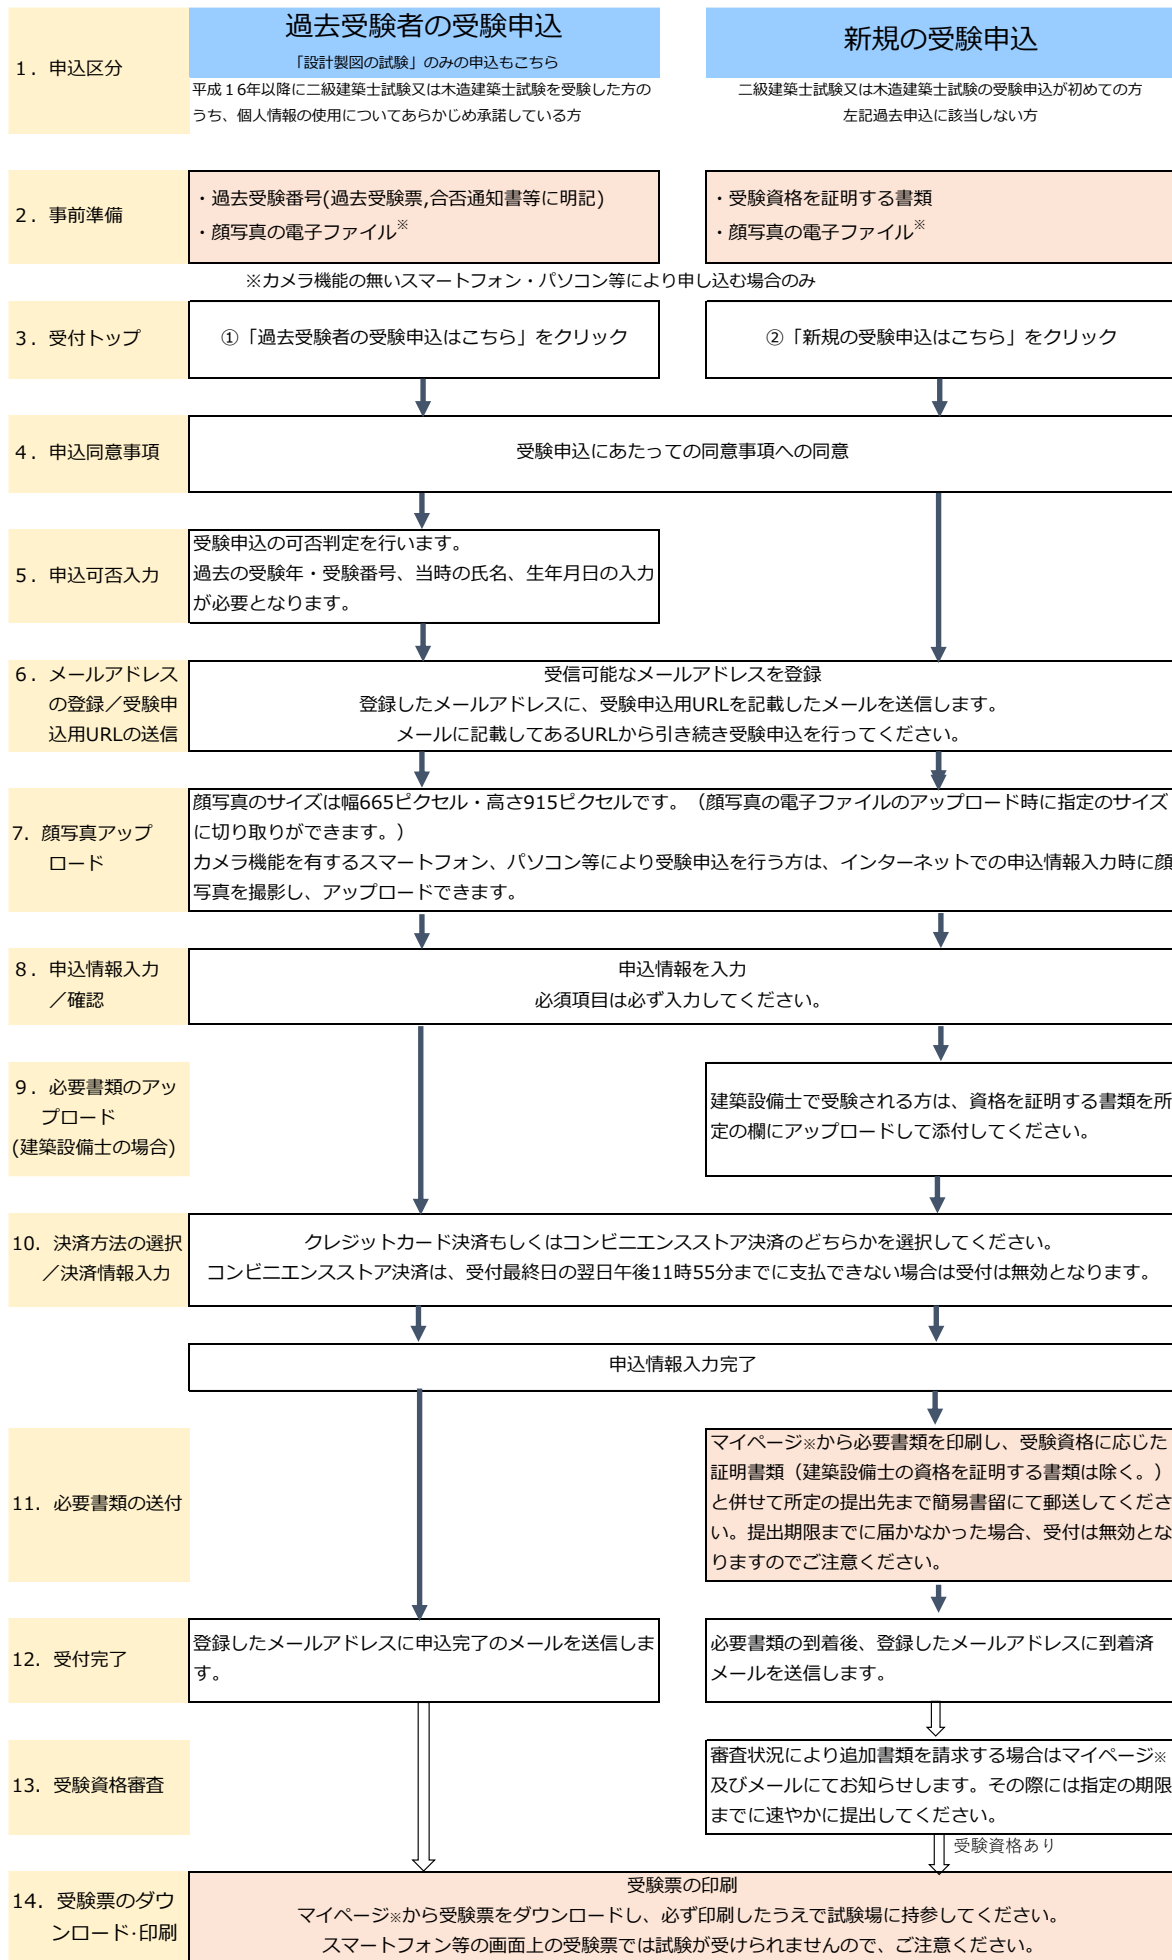 1．申込区分
過去受験者の受験申込
「設計製図の試験」のみの申込もこちら
平成１6年以降に二級建築士試験又は木造建築士試験を受験した方の
うち、個人情報の使用についてあらかじめ承諾している方
新規の受験申込
二級建築士試験又は木造建築士試験の受験申込が初めての方
左記過去申込に該当しない方
2．事前準備
・過去受験番号(過去受験票,合否通知書等に明記)
・顔写真の電子ファイル※
・受験資格を証明する書類
・顔写真の電子ファイル※
※カメラ機能の無いスマートフォン・パソコン等により申し込む場合のみ
3．受付トップ
①「過去受験者の受験申込はこちら」をクリック
②「新規の受験申込はこちら」をクリック
4．申込同意事項
受験申込にあたっての同意事項への同意
5．申込可否入力
受験申込の可否判定を行います。
過去の受験年・受験番号、当時の氏名、生年月日の入力
が必要となります。
6．メールアドレス
の登録／受験申
込用URLの送信
受信可能なメールアドレスを登録
登録したメールアドレスに、受験申込用URLを記載したメールを送信します。
メールに記載してあるURLから引き続き受験申込を行ってください。
7．顔写真アップ
ロード
顔写真のサイズは幅665ピクセル・高さ915ピクセルです。（顔写真の電子ファイルのアップロード時に指定のサイズ
に切り取りができます。）
カメラ機能を有するスマートフォン、パソコン等により受験申込を行う方は、インターネットでの申込情報入力時に顔
写真を撮影し、アップロードできます。
8．申込情報入力
／確認
申込情報を入力
必須項目は必ず入力してください。
9．必要書類のアッ
プロード
(建築設備士の場合)
建築設備士で受験される方は、資格を証明する書類を所
定の欄にアップロードして添付してください。
10．決済方法の選択
／決済情報入力
クレジットカード決済もしくはコンビニエンスストア決済のどちらかを選択してください。
コンビニエンスストア決済は、受付最終日の翌日午後11時55分までに支払できない場合は受付は無効となります。
申込情報入力完了
11．必要書類の送付
マイページ※から必要書類を印刷し、受験資格に応じた
証明書類（建築設備士の資格を証明する書類は除く。）
と併せて所定の提出先まで簡易書留にて郵送してくださ
い。提出期限までに届かなかった場合、受付は無効とな
りますのでご注意ください。
12．受付完了
登録したメールアドレスに申込完了のメールを送信しま
す。
必要書類の到着後、登録したメールアドレスに到着済
メールを送信します。
13．受験資格審査
審査状況により追加書類を請求する場合はマイページ※
及びメールにてお知らせします。その際には指定の期限
までに速やかに提出してください。
受験資格あり
14．受験票のダウ
ンロード･印刷
受験票の印刷
マイページ※から受験票をダウンロードし、必ず印刷したうえで試験場に持参してください。
スマートフォン等の画面上の受験票では試験が受けられませんので、ご注意ください。